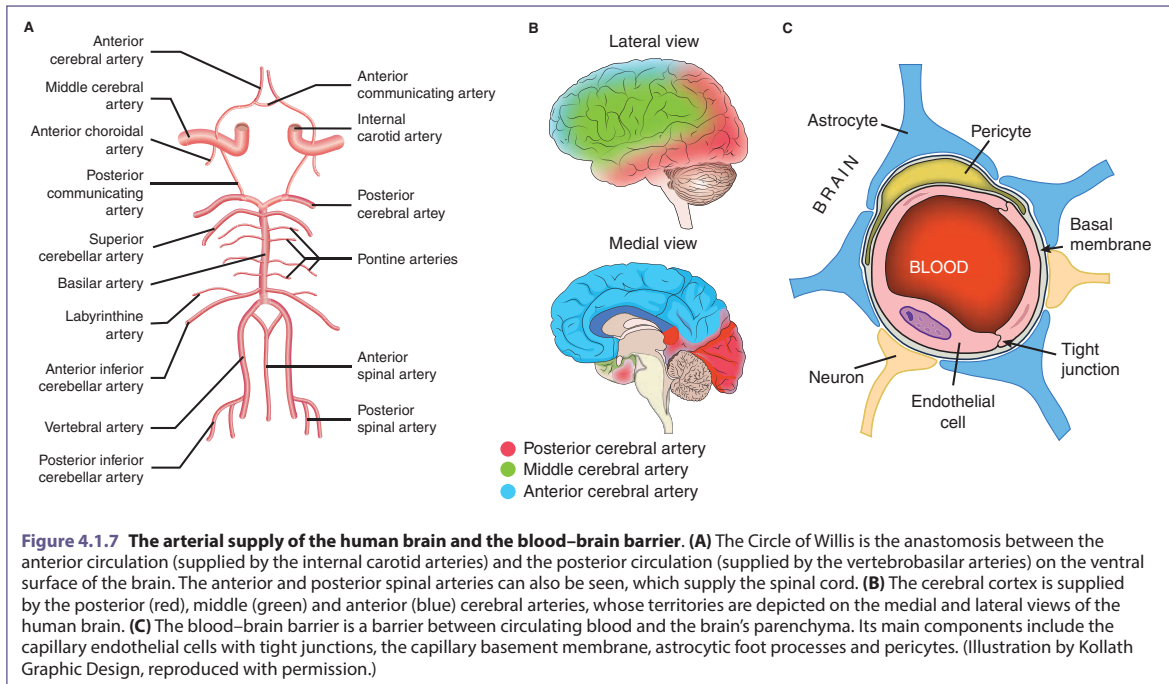 A
Anterior
cerebral artery
Middle cerebral
artery
Anterior choroidal
artery
Posterior
communicating
artery
Superior
cerebellar artery
Basilar artery
Labyrinthine
artery
Anterior inferior
cerebellar artery
Vertebral artery
Posterior inferior
cerebellar artery
Anterior
communicating artery
Internal
carotid artery
Posterior
cerebral artey
Pontine arteries
Anterior
spinal artery
Posterior
spinal artery
B
Lateral view
Medial view
Posterior cerebral artery
Middle cerebral artery
Anterior cerebral artery
C
Astrocyte
Pericyte
BRAIN
Basal
membrane
BLOOD
Tight
junction
Neuron
Endothelial
cell
Figure 4.1.7 The arterial supply of the human brain and the blood–brain barrier. (A) The Circle of Willis is the anastomosis between the
anterior circulation (supplied by the internal carotid arteries) and the posterior circulation (supplied by the vertebrobasilar arteries) on the ventral
surface of the brain. The anterior and posterior spinal arteries can also be seen, which supply the spinal cord. (B) The cerebral cortex is supplied
by the posterior (red), middle (green) and anterior (blue) cerebral arteries, whose territories are depicted on the medial and lateral views of the
human brain. (C) The blood–brain barrier is a barrier between circulating blood and the brain's parenchyma. Its main components include the
capillary endothelial cells with tight junctions, the capillary basement membrane, astrocytic foot processes and pericytes. (Illustration by Kollath
Graphic Design, reproduced with permission.)